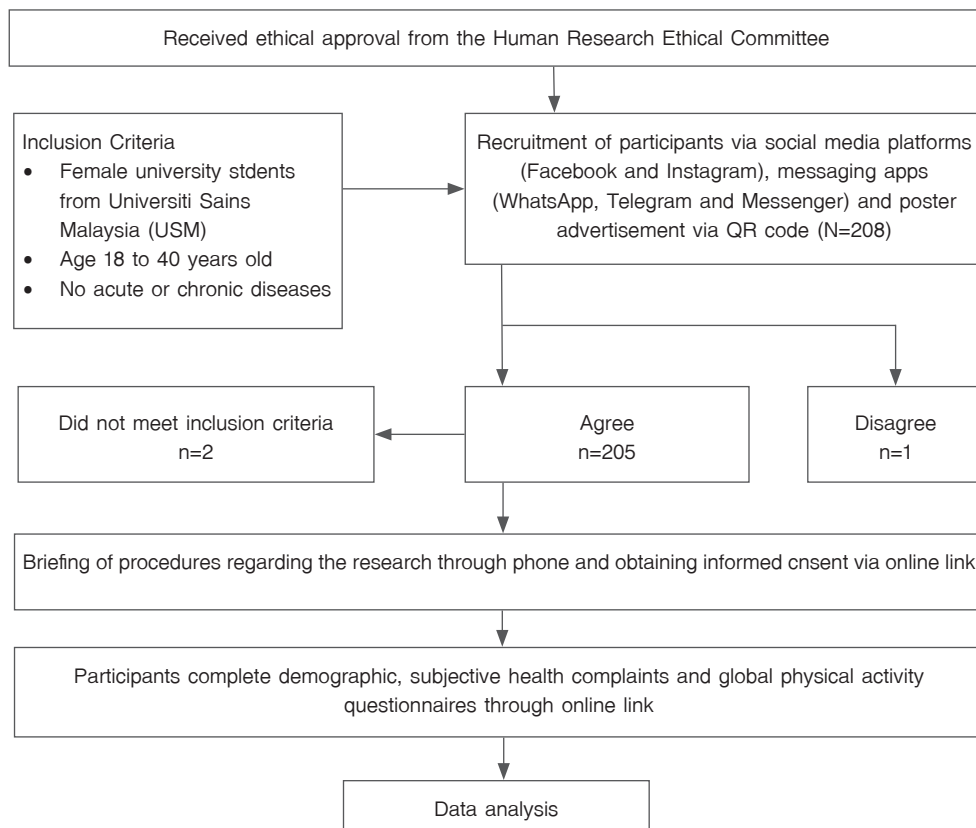 Received ethical approval from the Human Research Ethical Committee
Inclusion Criteria
• Female university stdents
from Universiti Sains
Malaysia (USM)
• Age 18 to 40 years old
• No acute or chronic diseases
Recruitment of participants via social media platforms
(Facebook and Instagram), messaging apps
(WhatsApp, Telegram and Messenger) and poster
advertisement via QR code (N=208)
Did not meet inclusion criteria
n=2
Agree
n=205
Disagree
n=1
Briefing of procedures regarding the research through phone and obtaining informed cnsent via online link
Participants complete demographic, subjective health complaints and global physical activity
questionnaires through online link
Data analysis